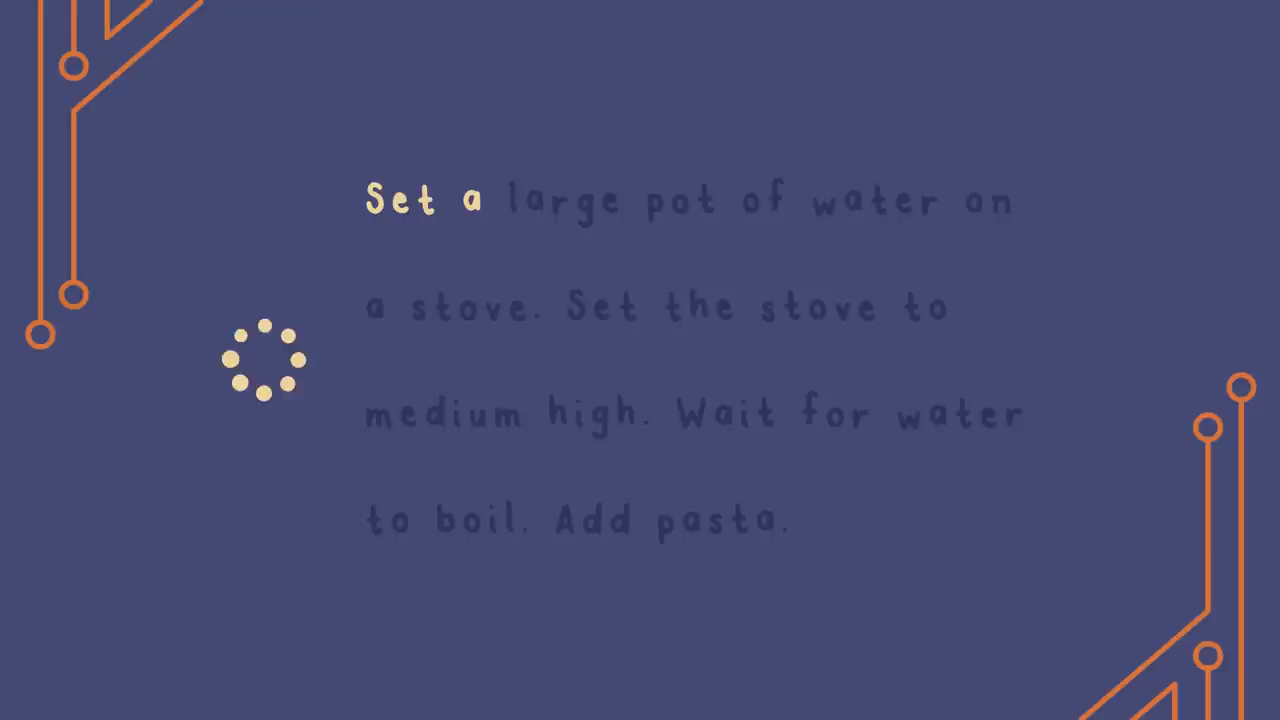 Set a large pot of water on
a stove. Set the stove to
medium high. Wait for water
to boil. Add pasta.